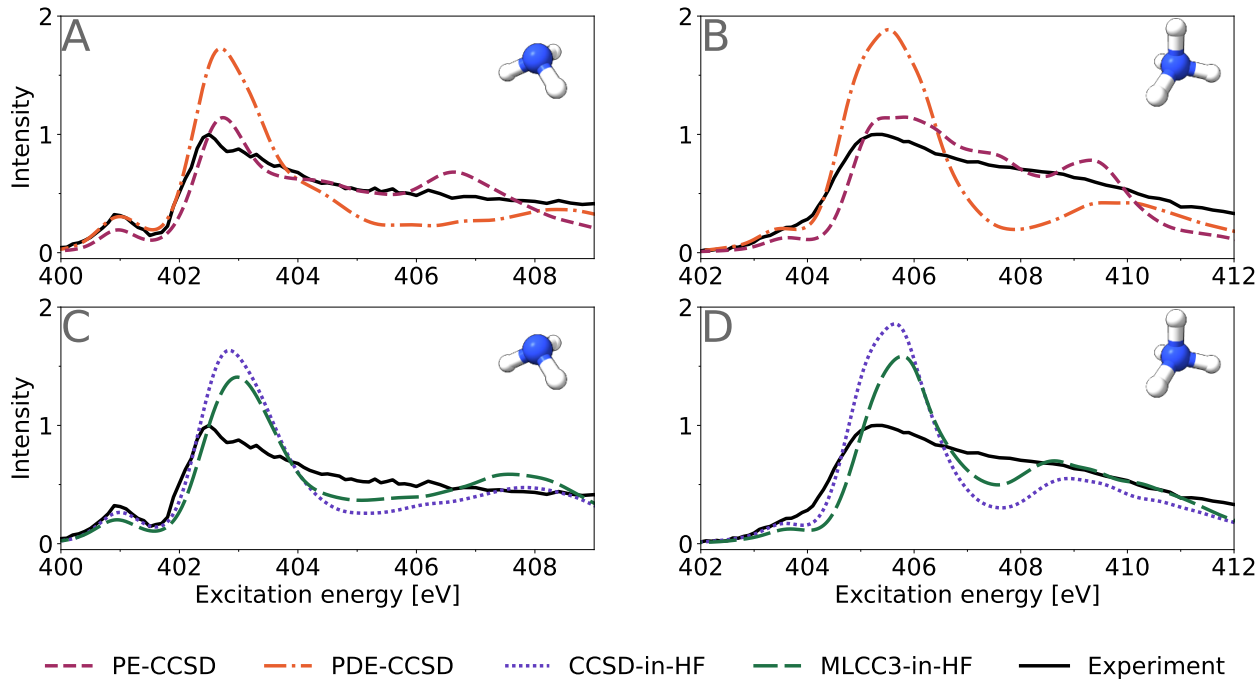 A
B
Intensity
2
1
0
400 402 404 406 408
2
1
0
402 404 406 408 410 412
C
D
Intensity
2
1
0
400 402 404 406 408
Excitation energy [eV]
2
1
0
402 404 406 408 410 412
Excitation energy [eV]
PE-CCSD PDE-CCSD CCSD-in-HF MLCC3-in-HF Experiment